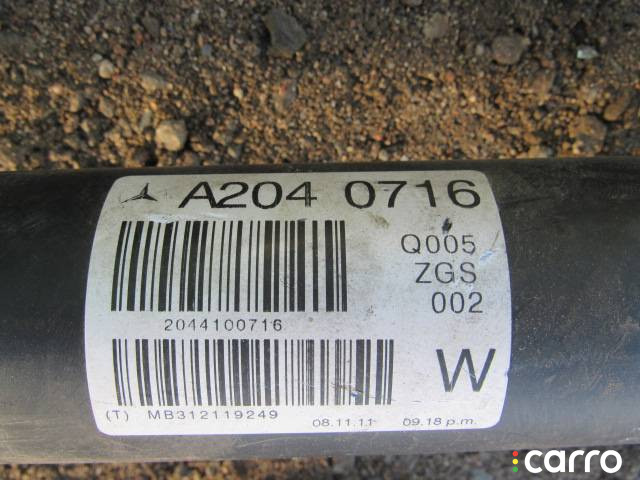 A204 0716
Q005
ZGS
002
2044100716
W
(T) MB312119249 08.11.11 09.18 p.m.
carro